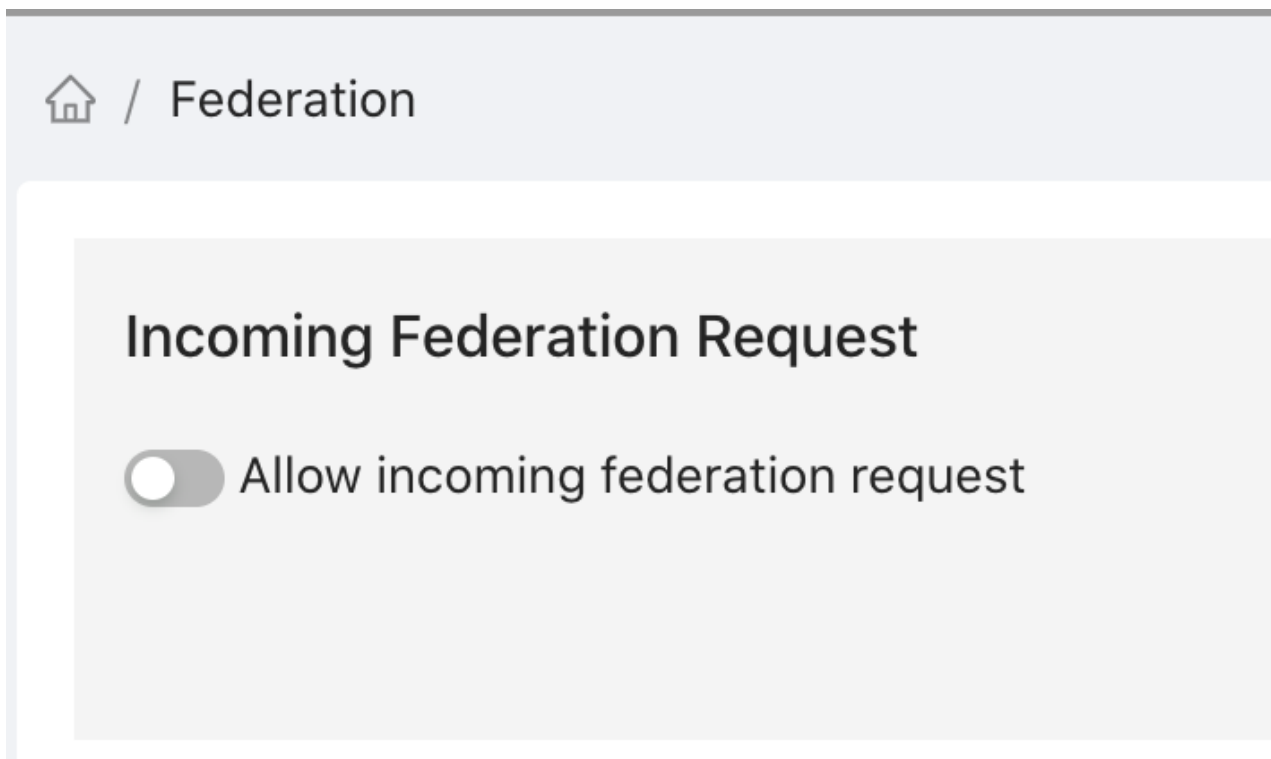 / Federation
Incoming Federation Request
Allow incoming federation request